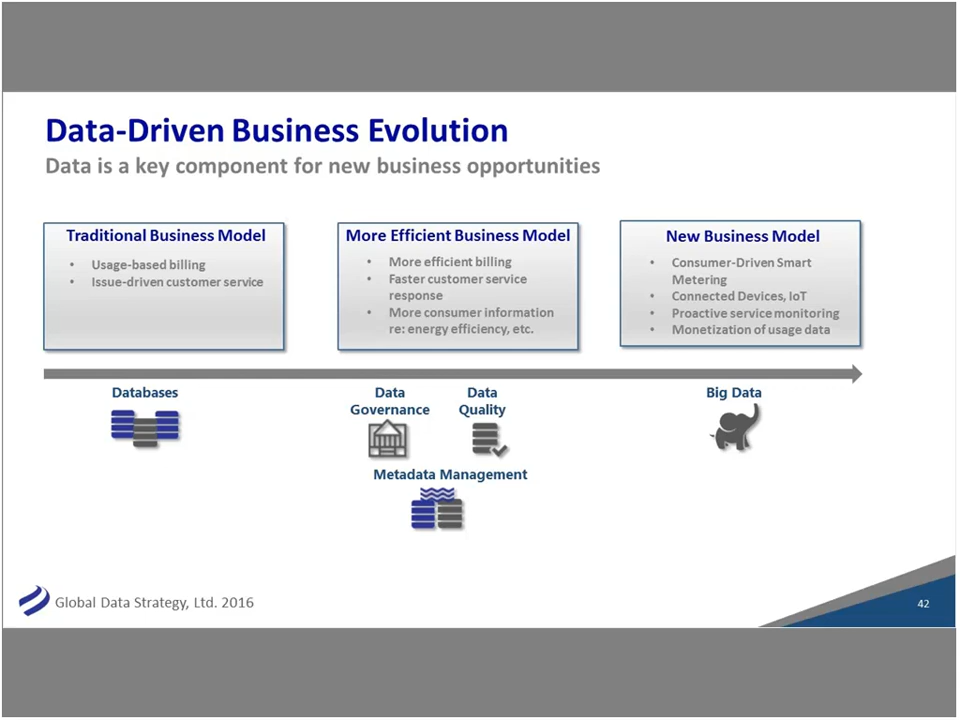 Data-Driven Business Evolution
Data is a key component for new business opportunities
Traditional Business Model
• Usage-based billing
• Issue-driven customer service
More Efficient Business Model
• More efficient billing
• Faster customer service
response
• More consumer information
re: energy efficiency, etc.
New Business Model
• Consumer-Driven Smart
Metering
• Connected Devices, IoT
• Proactive service monitoring
• Monetization of usage data
Databases
Data
Governance
Data
Quality
Metadata Management
Big Data
Global Data Strategy, Ltd. 2016
42